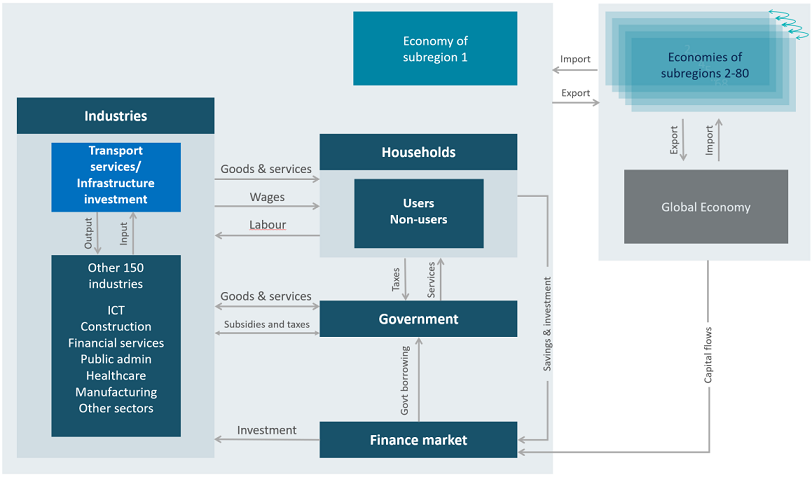 Economy of
subregion 1
Economies of
subregions 2-80
Import
Export
Export
Import
Global Economy
Capital flows
Industries
Transport
services/
Infrastructure
investment
Output
Input
Other 150
industries
ICT
Construction
Financial services
Public admin
Healthcare
Manufacturing
Other sectors
Goods & services
Wages
Labour
Households
Users
Non-users
Taxes
Services
Goods & services
Subsidies and taxes
Government
Govt borrowing
Savings & investment
Investment
Finance market